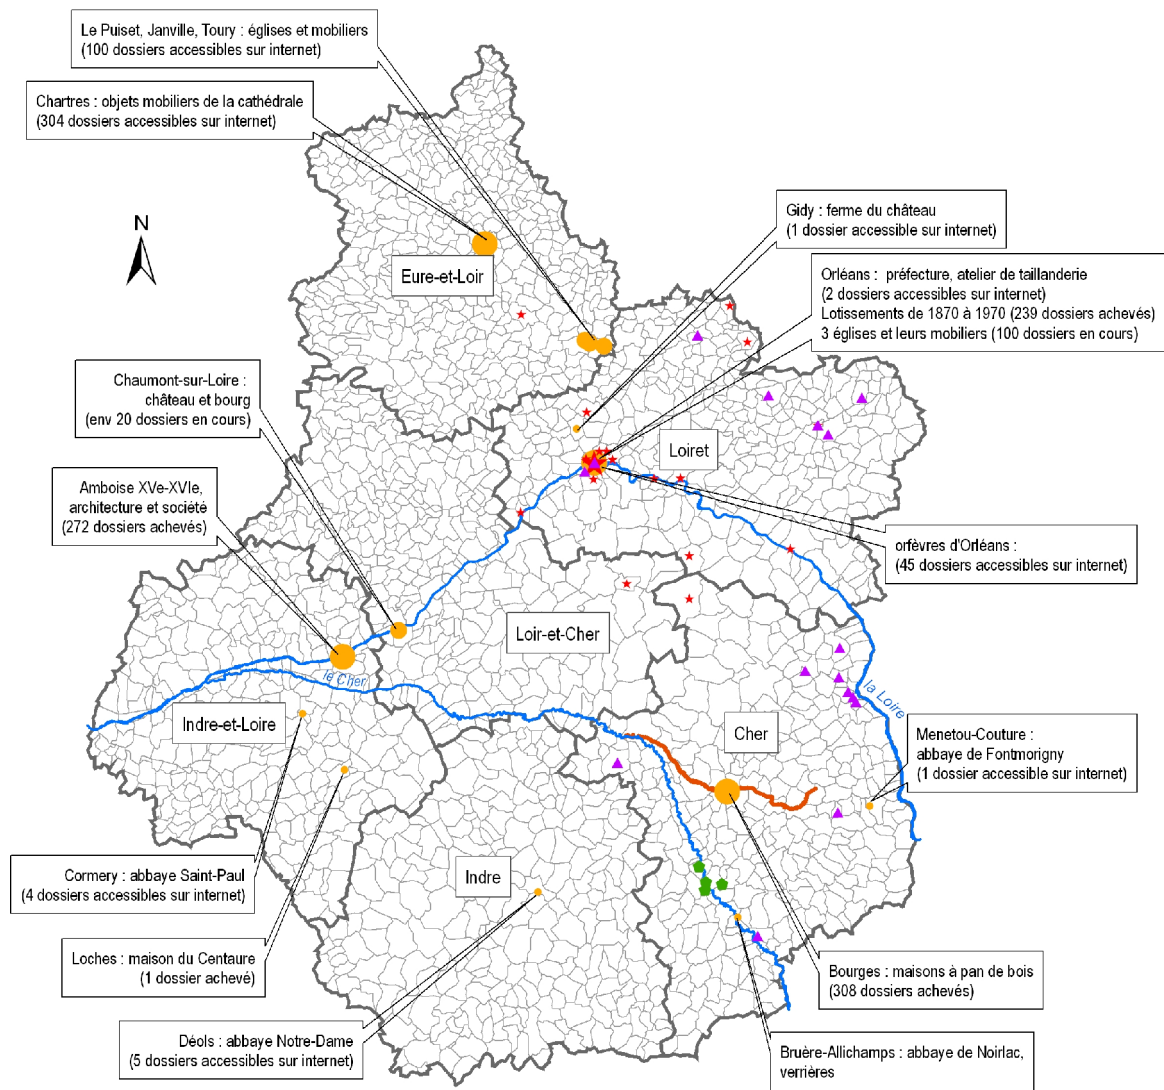 Le Puiset, Janville, Toury : églises et mobiliers
(100 dossiers accessibles sur internet)
Chartres : objets mobiliers de la cathédrale
(304 dossiers accessibles sur internet)
N
Gidy : ferme du château
(1 dossier accessible sur internet)
Eure-et-Loir
Orléans : préfecture, atelier de taillanderie
(2 dossiers accessibles sur internet)
Lotissements de 1870 à 1970 (239 dossiers achevés)
3 églises et leurs mobiliers (100 dossiers en cours)
Chaumont-sur-Loire :
château et bourg
(env 20 dossiers en cours)
Loiret
Amboise XVe-XVIe,
architecture et société
(272 dossiers achevés)
orfèvres d'Orléans :
(45 dossiers accessibles sur internet)
Loir-et-Cher
le Cher
la Loire
Indre-et-Loire
Cher
Menetou-Couture :
abbaye de Fontmorigny
(1 dossier accessible sur internet)
Cormery : abbaye Saint-Paul
(4 dossiers accessibles sur internet)
Indre
Loches : maison du Centaure
(1 dossier achevé)
Bourges : maisons à pan de bois
(308 dossiers achevés)
Déols : abbaye Notre-Dame
(5 dossiers accessibles sur internet)
Bruère-Allichamps : abbaye de Noirlac,
verrières